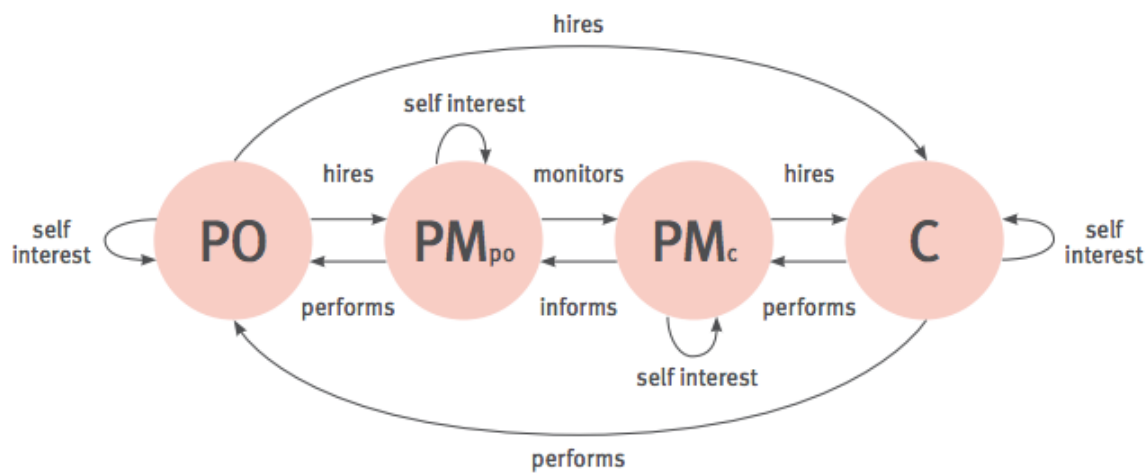 hires
self interest
hires
monitors
hires
self
interest
PO
PMpo
PMc
C
self
interest
performs
informs
performs
self interest
performs